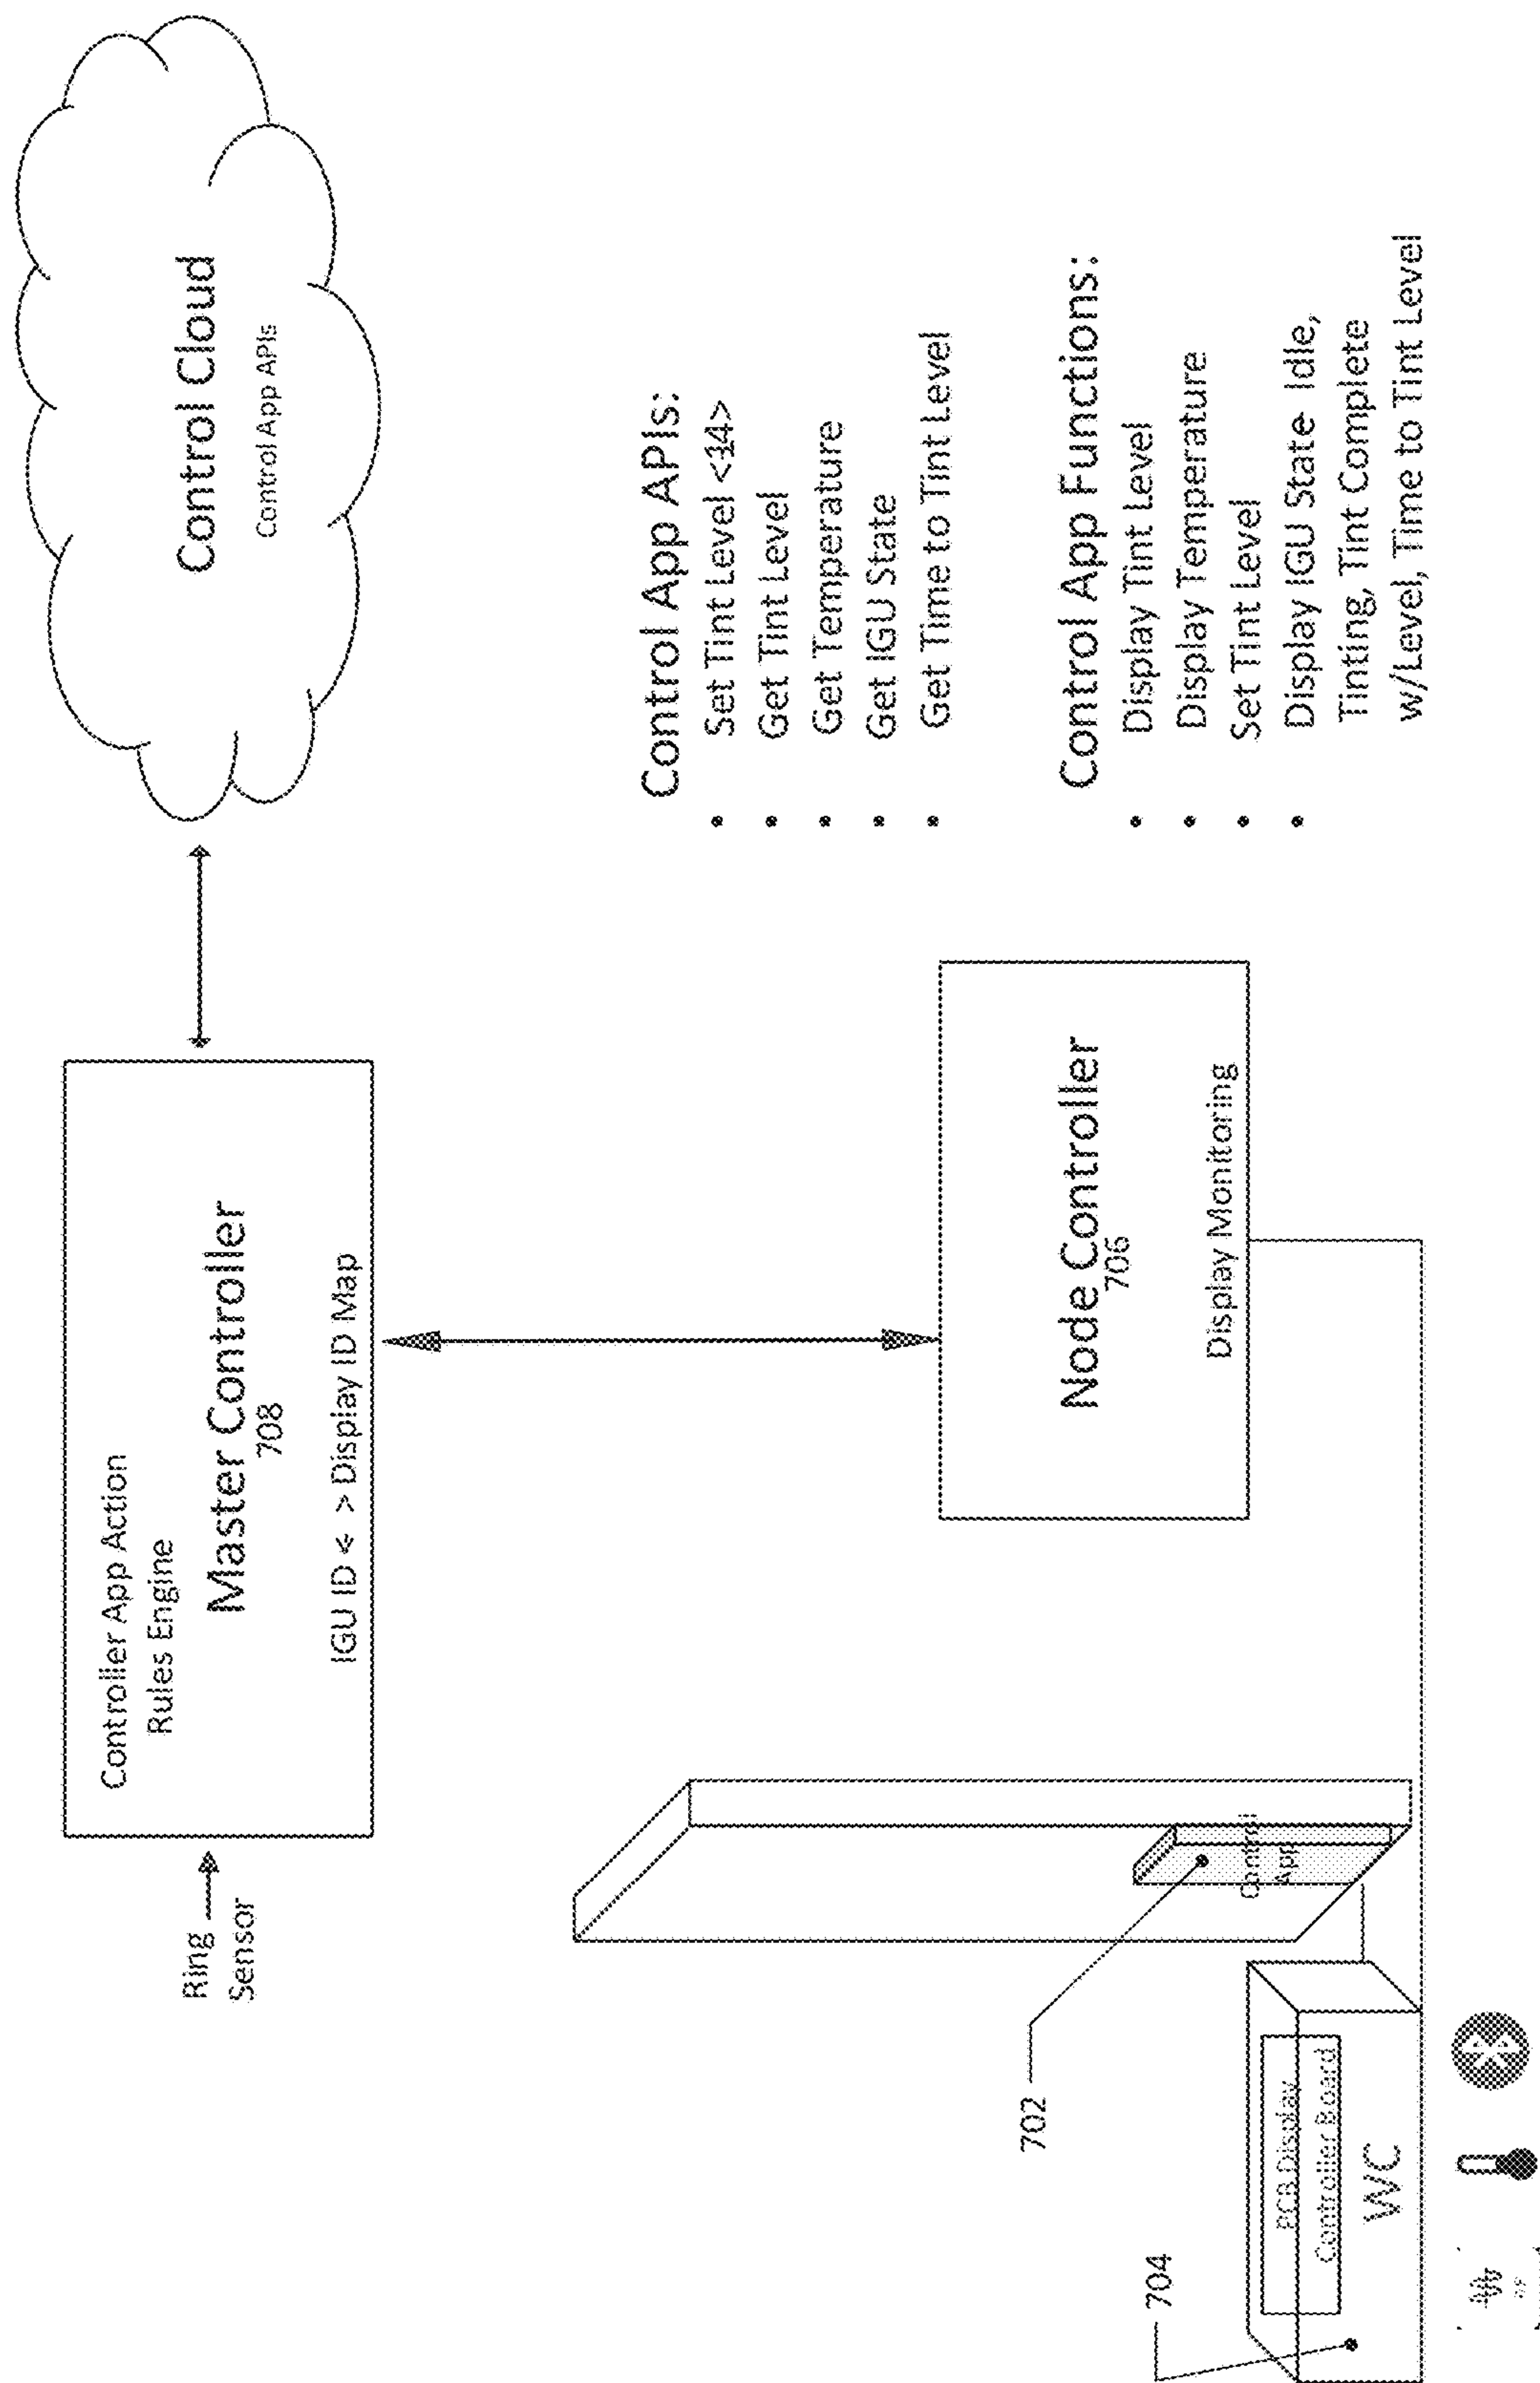 Control Cloud
Control App APIs
Controller App Action
Rules Engine
Master Controller
708
IGU ID < > Display ID Map
Ring
Sensor
Control App APIs:
• Set Tint Level <14>
• Get Tint Level
• Get Temperature
• Get IGU State
• Get Time to Tint Level
Control App Functions:
• Display Tint Level
• Display Temperature
• Set Tint Level
• Display IGU State- Idle,
Tinting, Tint Complete
w/Level, Time to Tint Level
Node Controller
706
Display Monitoring
702
Control
App
704
PCB Display
Controller Board
WC